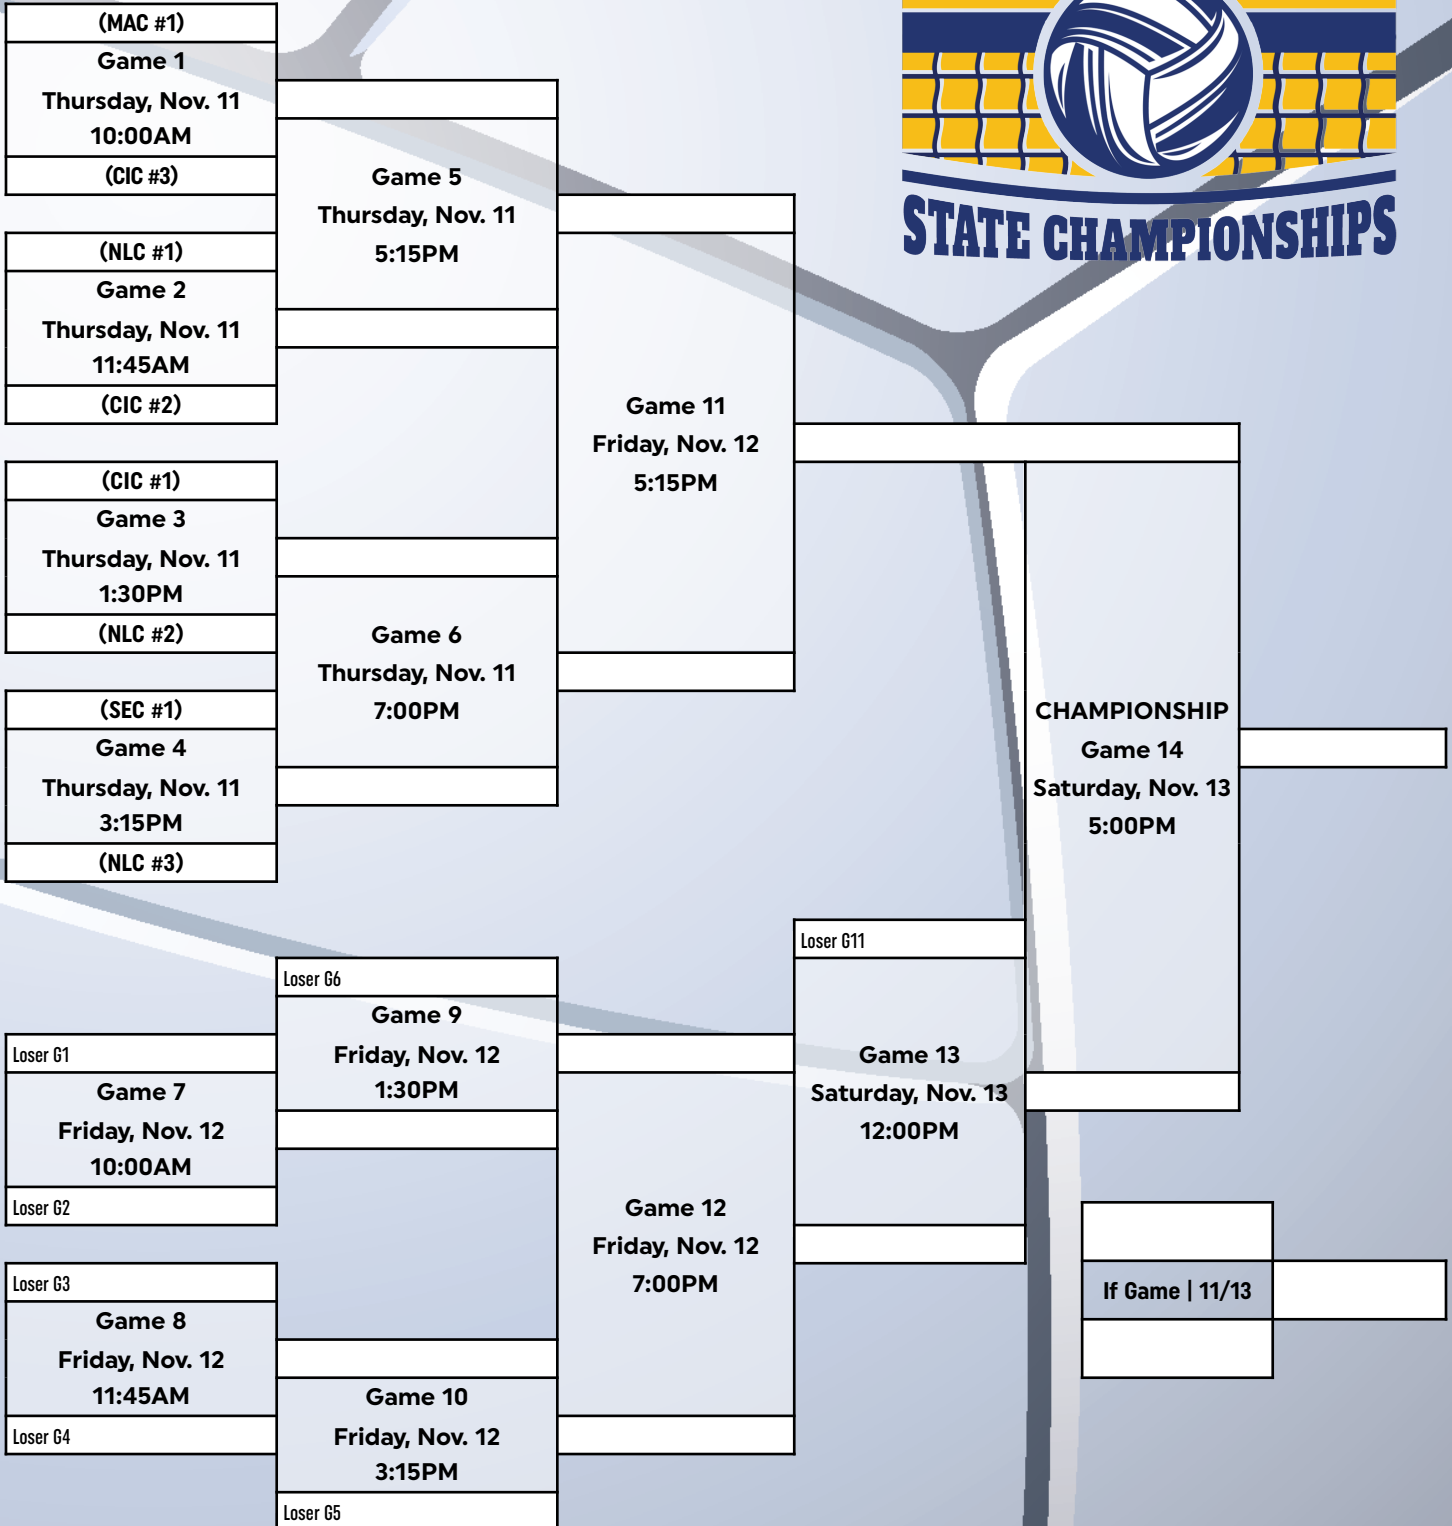 (MAC #1)
Game 1
Thursday, Nov. 11
10:00AM
(CIC #3)
(NLC #1)
Game 2
Thursday, Nov. 11
11:45AM
(CIC #2)
(CIC #1)
Game 3
Thursday, Nov. 11
1:30PM
(NLC #2)
(SEC #1)
Game 4
Thursday, Nov. 11
3:15PM
(NLC #3)
Game 5
Thursday, Nov. 11
5:15PM
Game 6
Thursday, Nov. 11
7:00PM
Game 11
Friday, Nov. 12
5:15PM
STATE CHAMPIONSHIPS
CHAMPIONSHIP
Game 14
Saturday, Nov. 13
5:00PM
Loser G1
Game 7
Friday, Nov. 12
10:00AM
Loser G2
Loser G3
Game 8
Friday, Nov. 12
11:45AM
Loser G4
Loser G6
Game 9
Friday, Nov. 12
1:30PM
Game 10
Friday, Nov. 12
3:15PM
Loser G5
Game 12
Friday, Nov. 12
7:00PM
Loser G11
Game 13
Saturday, Nov. 13
12:00PM
If Game | 11/13